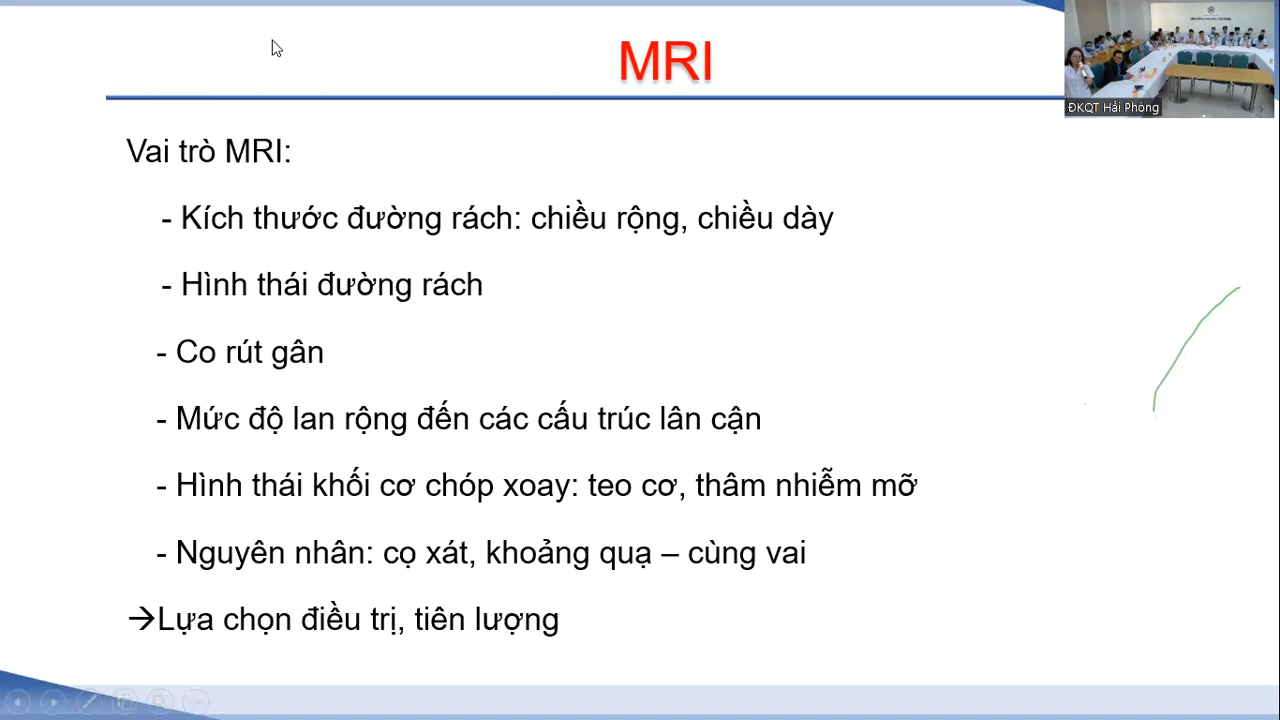 MRI
ĐKQT Hải Phòng
Vai trò MRI:
- Kích thước đường rách: chiều rộng, chiều dày
- Hình thái đường rách
- Co rút gân
- Mức độ lan rộng đến các cấu trúc lân cận
- Hình thái khối cơ chóp xoay: teo cơ, thâm nhiễm mỡ
- Nguyên nhân: cọ xát, khoảng quạ – cùng vai
→Lựa chọn điều trị, tiên lượng